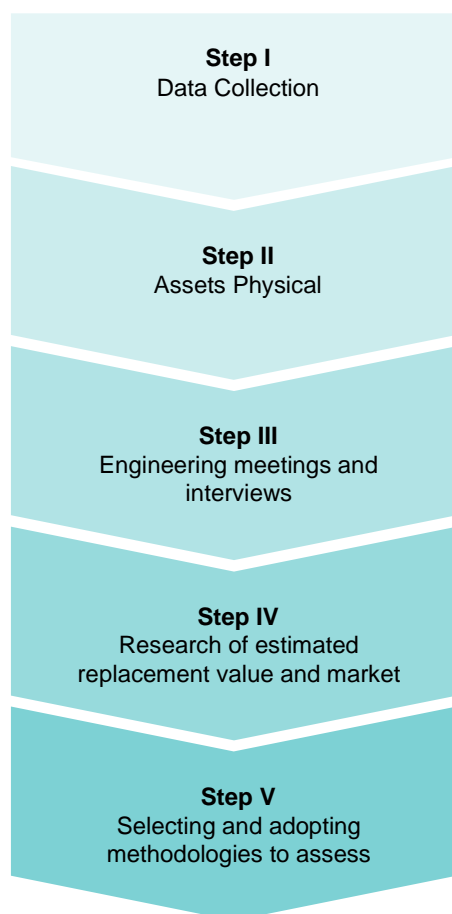 Step I
Data Collection
Step II
Assets Physical
Step III
Engineering meetings and
interviews
Step IV
Research of estimated
replacement value and market
Step V
Selecting and adopting
methodologies to assess